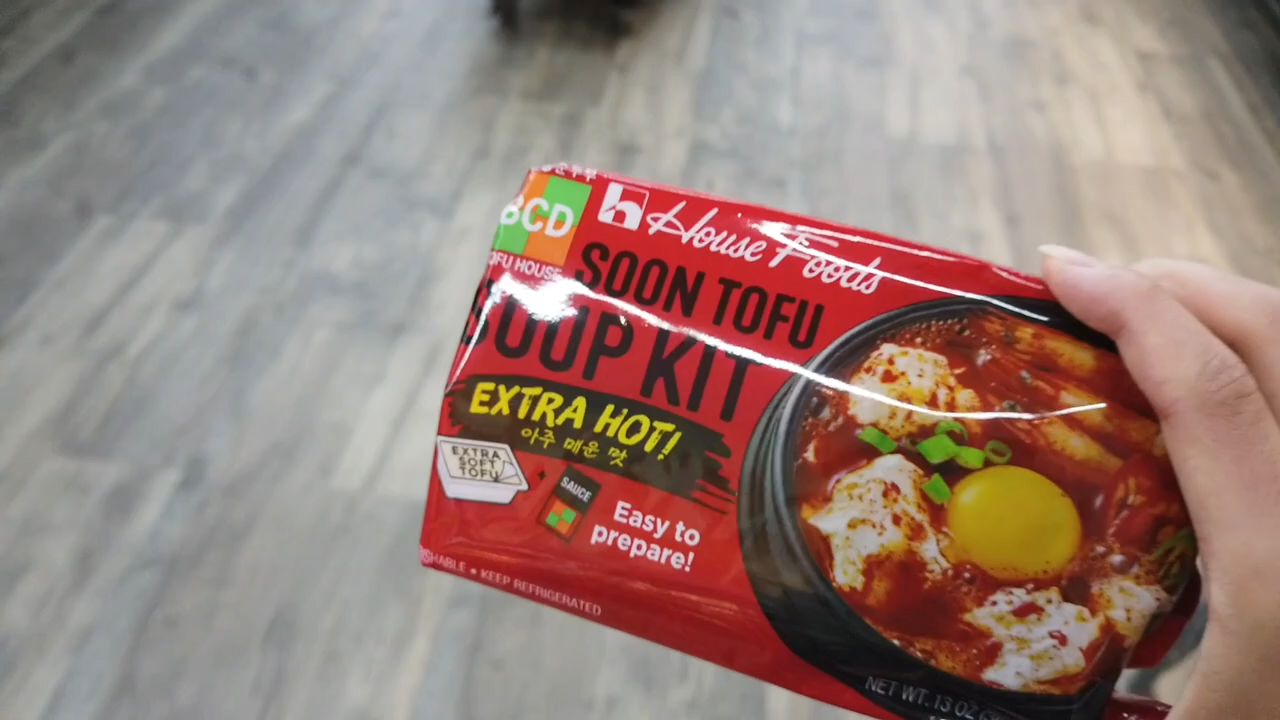 BCD
TOFU HOUSE
House Foods
SOON TOFU
SOUP KIT
EXTRA HOT!
아주 매운 맛
EXTRA
SOFT
TOFU
SAUCE
Easy to
prepare!
KEEP REFRIGERATED
NET WT. 13 OZ